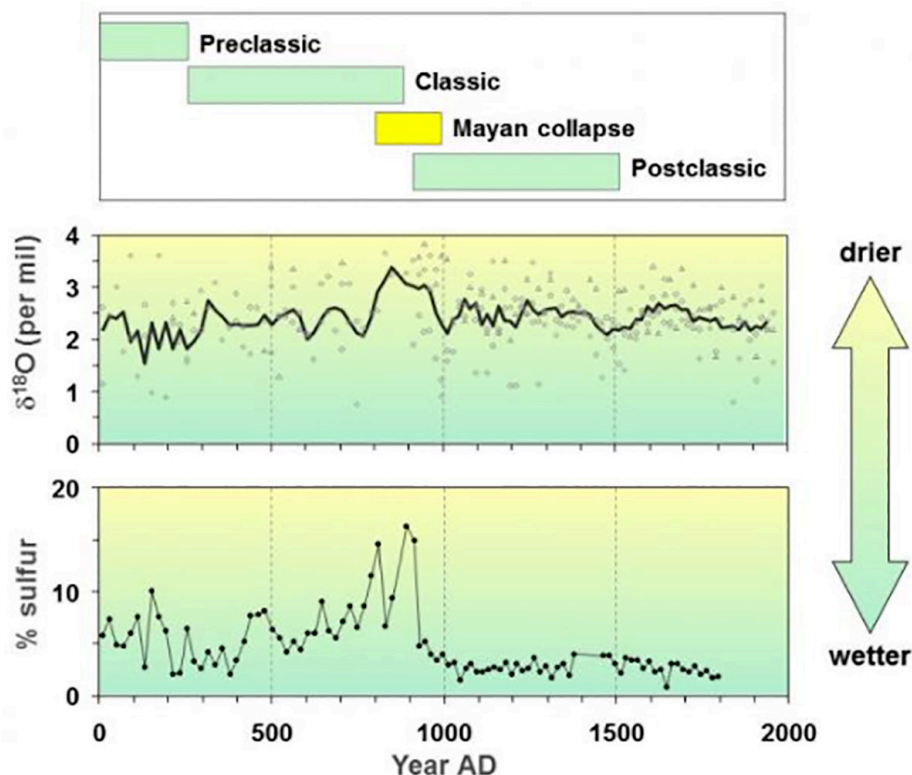 Preclassic
Classic
Mayan collapse
Postclassic
δ¹⁸O (per mil)
4
3
2
1
0
drier
wetter
% sulfur
20
10
0
0 500 1000 1500 2000
Year AD